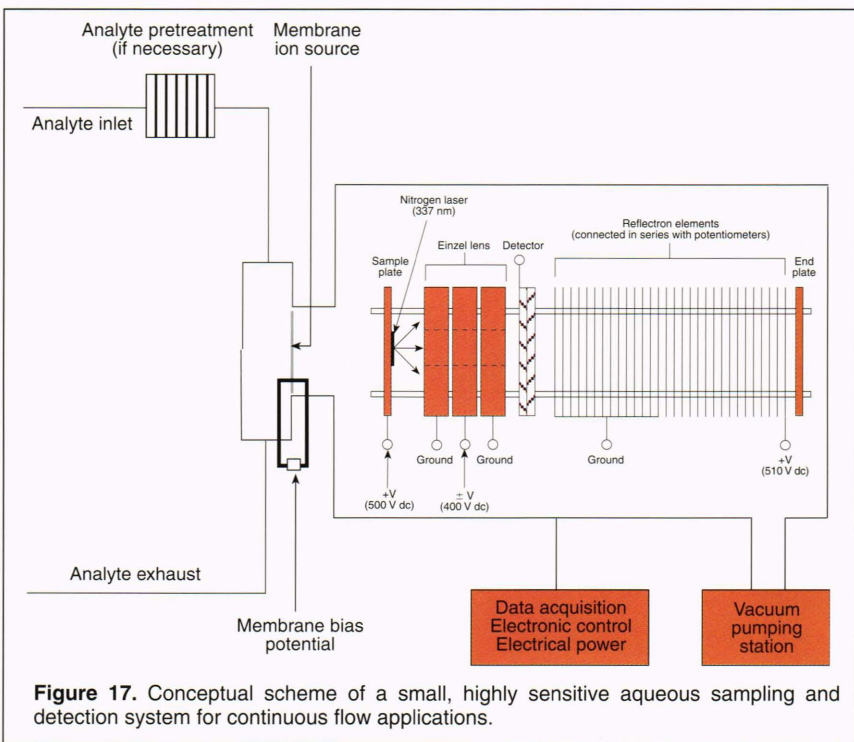 Analyte pretreatment
(if necessary)
Membrane
ion source
Analyte inlet
Nitrogen laser
(337 nm)
Sample
plate
Einzel lens
Detector
Reflectron elements
(connected in series with potentiometers)
End
plate
Ground
Ground
Ground
+V
(500 V dc)
± V
(400 V dc)
+V
(510 V dc)
Analyte exhaust
Membrane bias
potential
Data acquisition
Electronic control
Electrical power
Vacuum
pumping
station
Figure 17. Conceptual scheme of a small, highly sensitive aqueous sampling and
detection system for continuous flow applications.